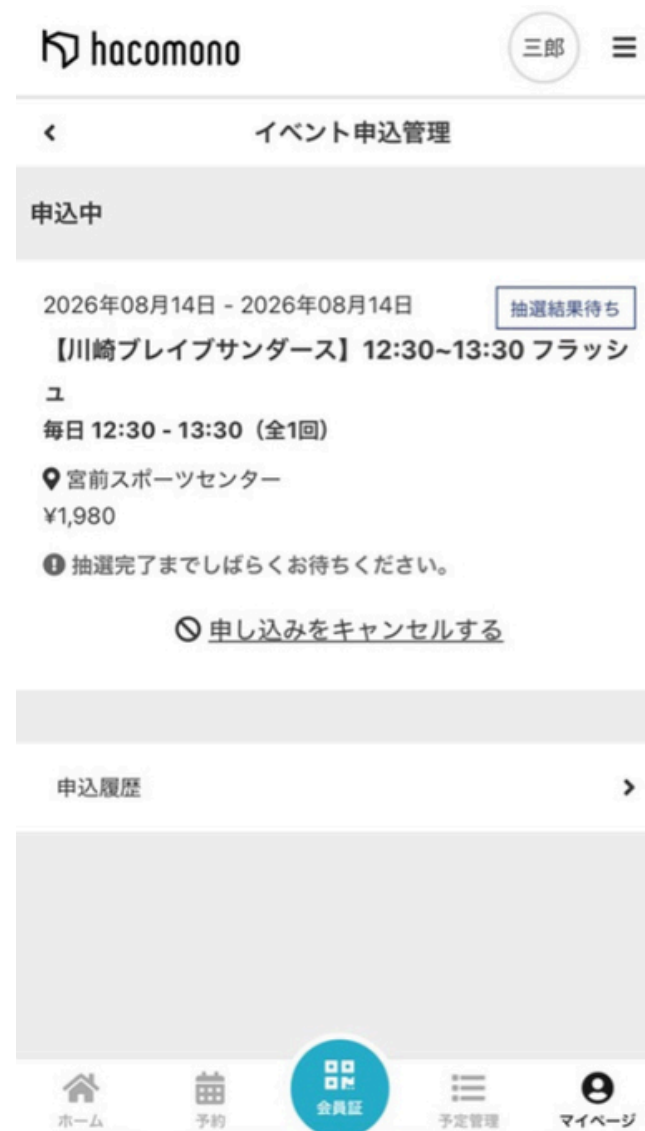 hacomono
三郎
イベント申込管理
申込中
2026年08月14日 - 2026年08月14日
抽選結果待ち
【川崎ブレイブサンダース】12:30~13:30 フラッシ
ュ
毎日 12:30 - 13:30（全1回）
宮前スポーツセンター
¥1,980
抽選完了までしばらくお待ちください。
申し込みをキャンセルする
申込履歴
ホーム
予約
会員証
予定管理
マイページ